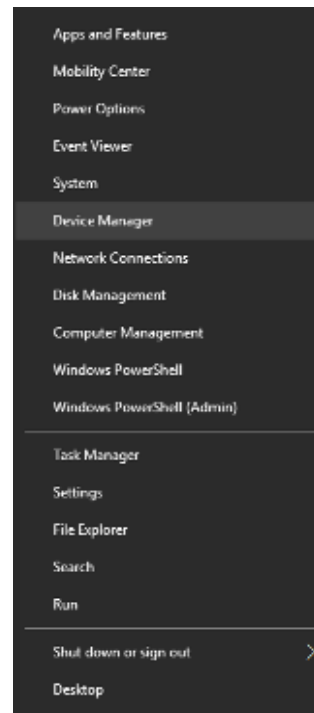 Apps and Features
Mobility Center
Power Options
Event Viewer
System
Device Manager
Network Connections
Disk Management
Computer Management
Windows PowerShell
Windows PowerShell (Admin)
Task Manager
Settings
File Explorer
Search
Run
Shut down or sign out
Desktop